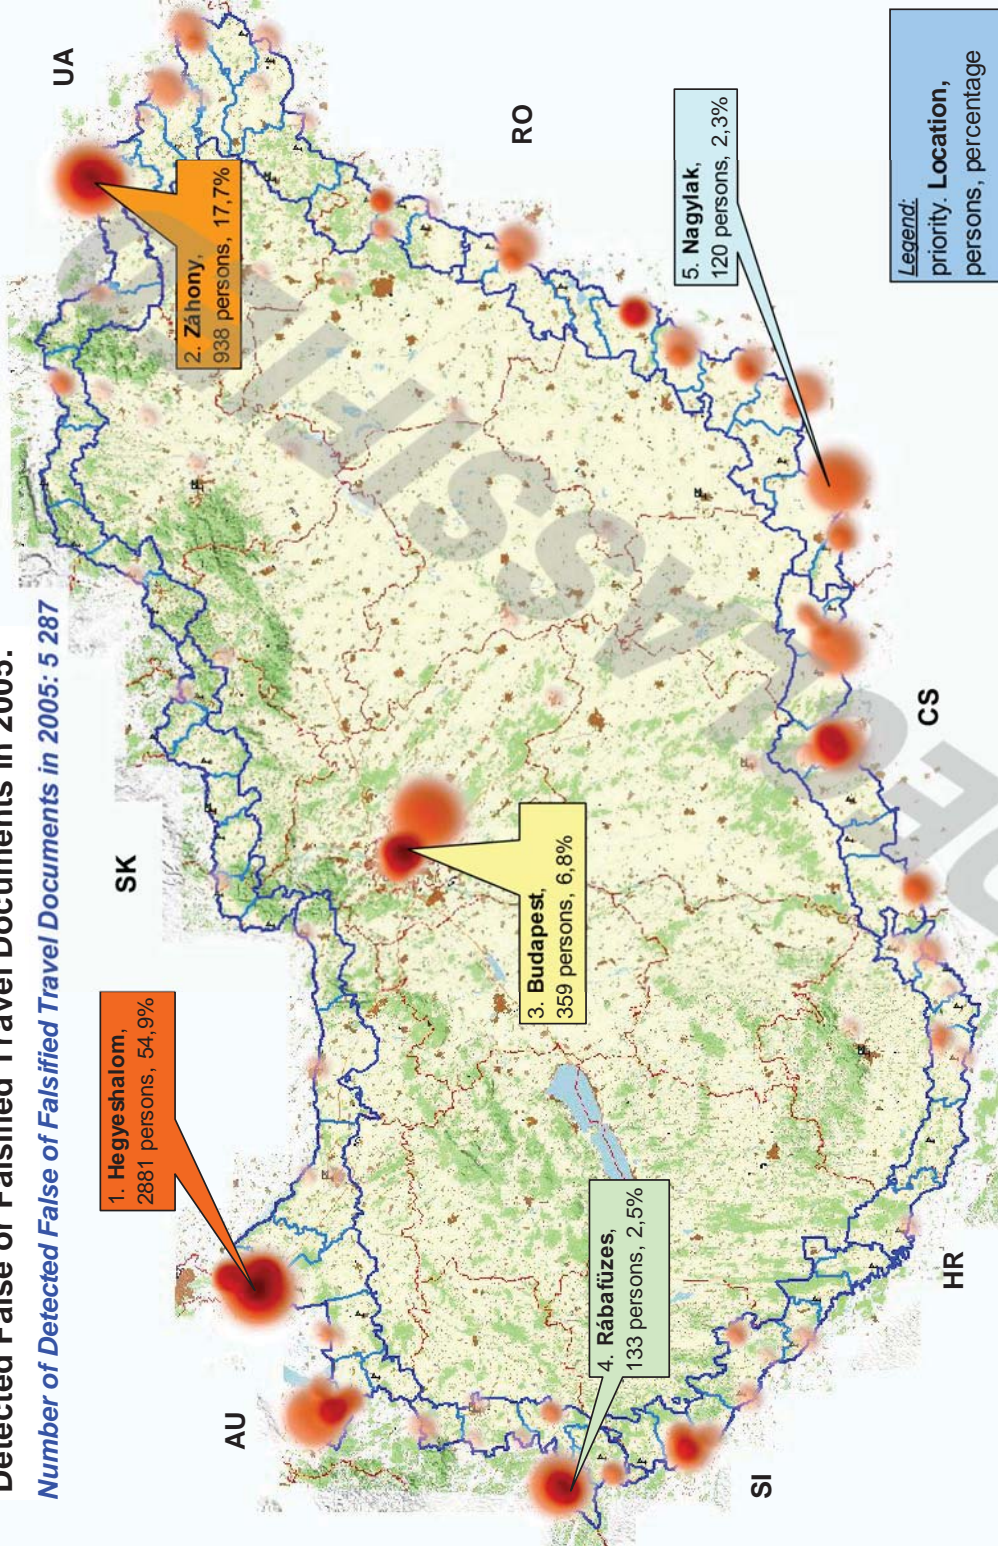 Detected False or Falsified Travel Documents in 2005.
Number of Detected False of Falsified Travel Documents in 2005: 5 287
UA
SK
AU
RO
CS
HR
SI
1. Hegyeshalom,
2881 persons, 54,9%
2. Záhony,
938 persons, 17,7%
3. Budapest,
359 persons, 6,8%
4. Rábafüzes,
133 persons, 2,5%
5. Nagylak,
120 persons, 2,3%
Legend:
priority. Location,
persons, percentage